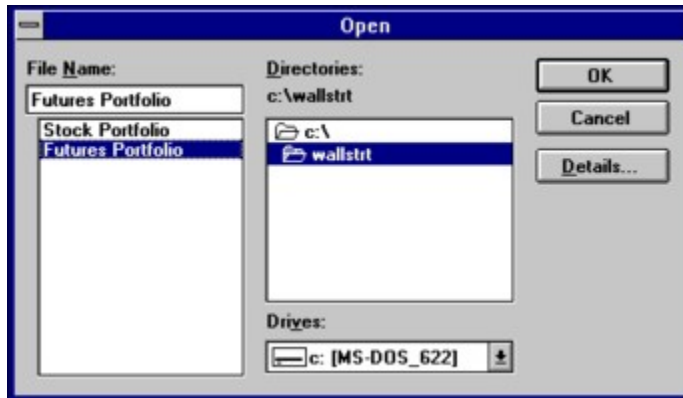 Open
File Name:
Futures Portfolio
Stock Portfolio
Futures Portfolio
Directories:
c:\wallstrt
c:\
wallstrt
Drives:
c: [MS-DOS_622]
OK
Cancel
Details...